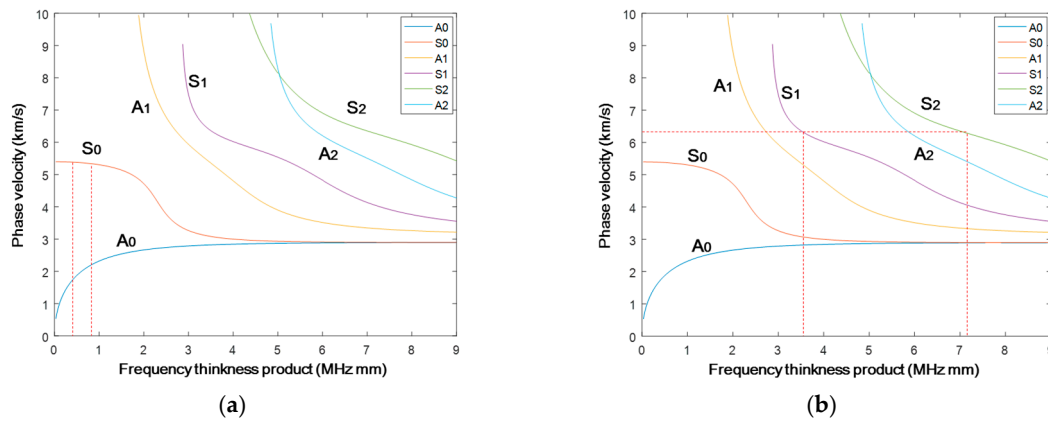 10
9
8
7
6
5
4
3
2
1
0
Phase velocity (km/s)
0 1 2 3 4 5 6 7 8 9
Frequency thinkness product (MHz mm)
S0
A0
A1
S1
A2
S2
A0
S0
A1
S1
S2
A2
(a)
10
9
8
7
6
5
4
3
2
1
0
Phase velocity (km/s)
0 1 2 3 4 5 6 7 8 9
Frequency thinkness product (MHz mm)
S0
A0
A1
S1
A2
S2
A0
S0
A1
S1
S2
A2
(b)